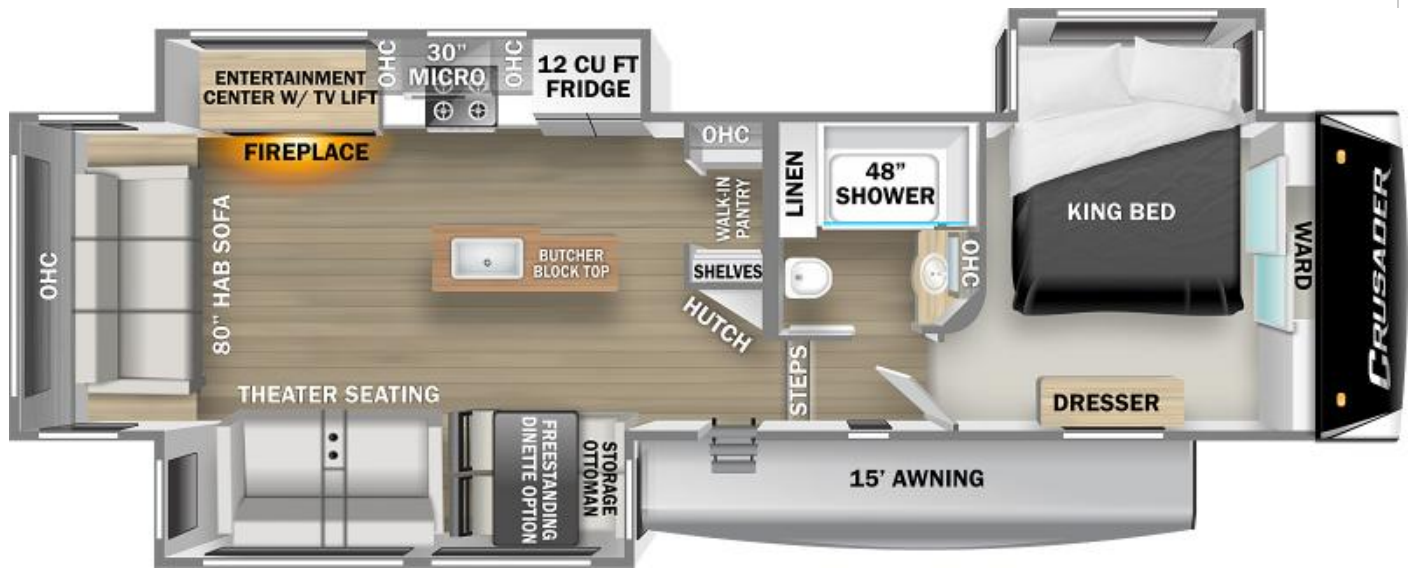 OHC
80" HAB SOFA
ENTERTAINMENT
CENTER W/ TV LIFT
FIREPLACE
OHC
30"
MICRO
OHC
12 CU FT
FRIDGE
BUTCHER
BLOCK TOP
OHC
WALK-IN
PANTRY
SHELVES
HUTCH
THEATER SEATING
FREESTANDING
DINETTE OPTION
STORAGE
OTTOMAN
LINEN
48"
SHOWER
OHC
STEPS
KING BED
WARD
DRESSER
15' AWNING
CRUSADER